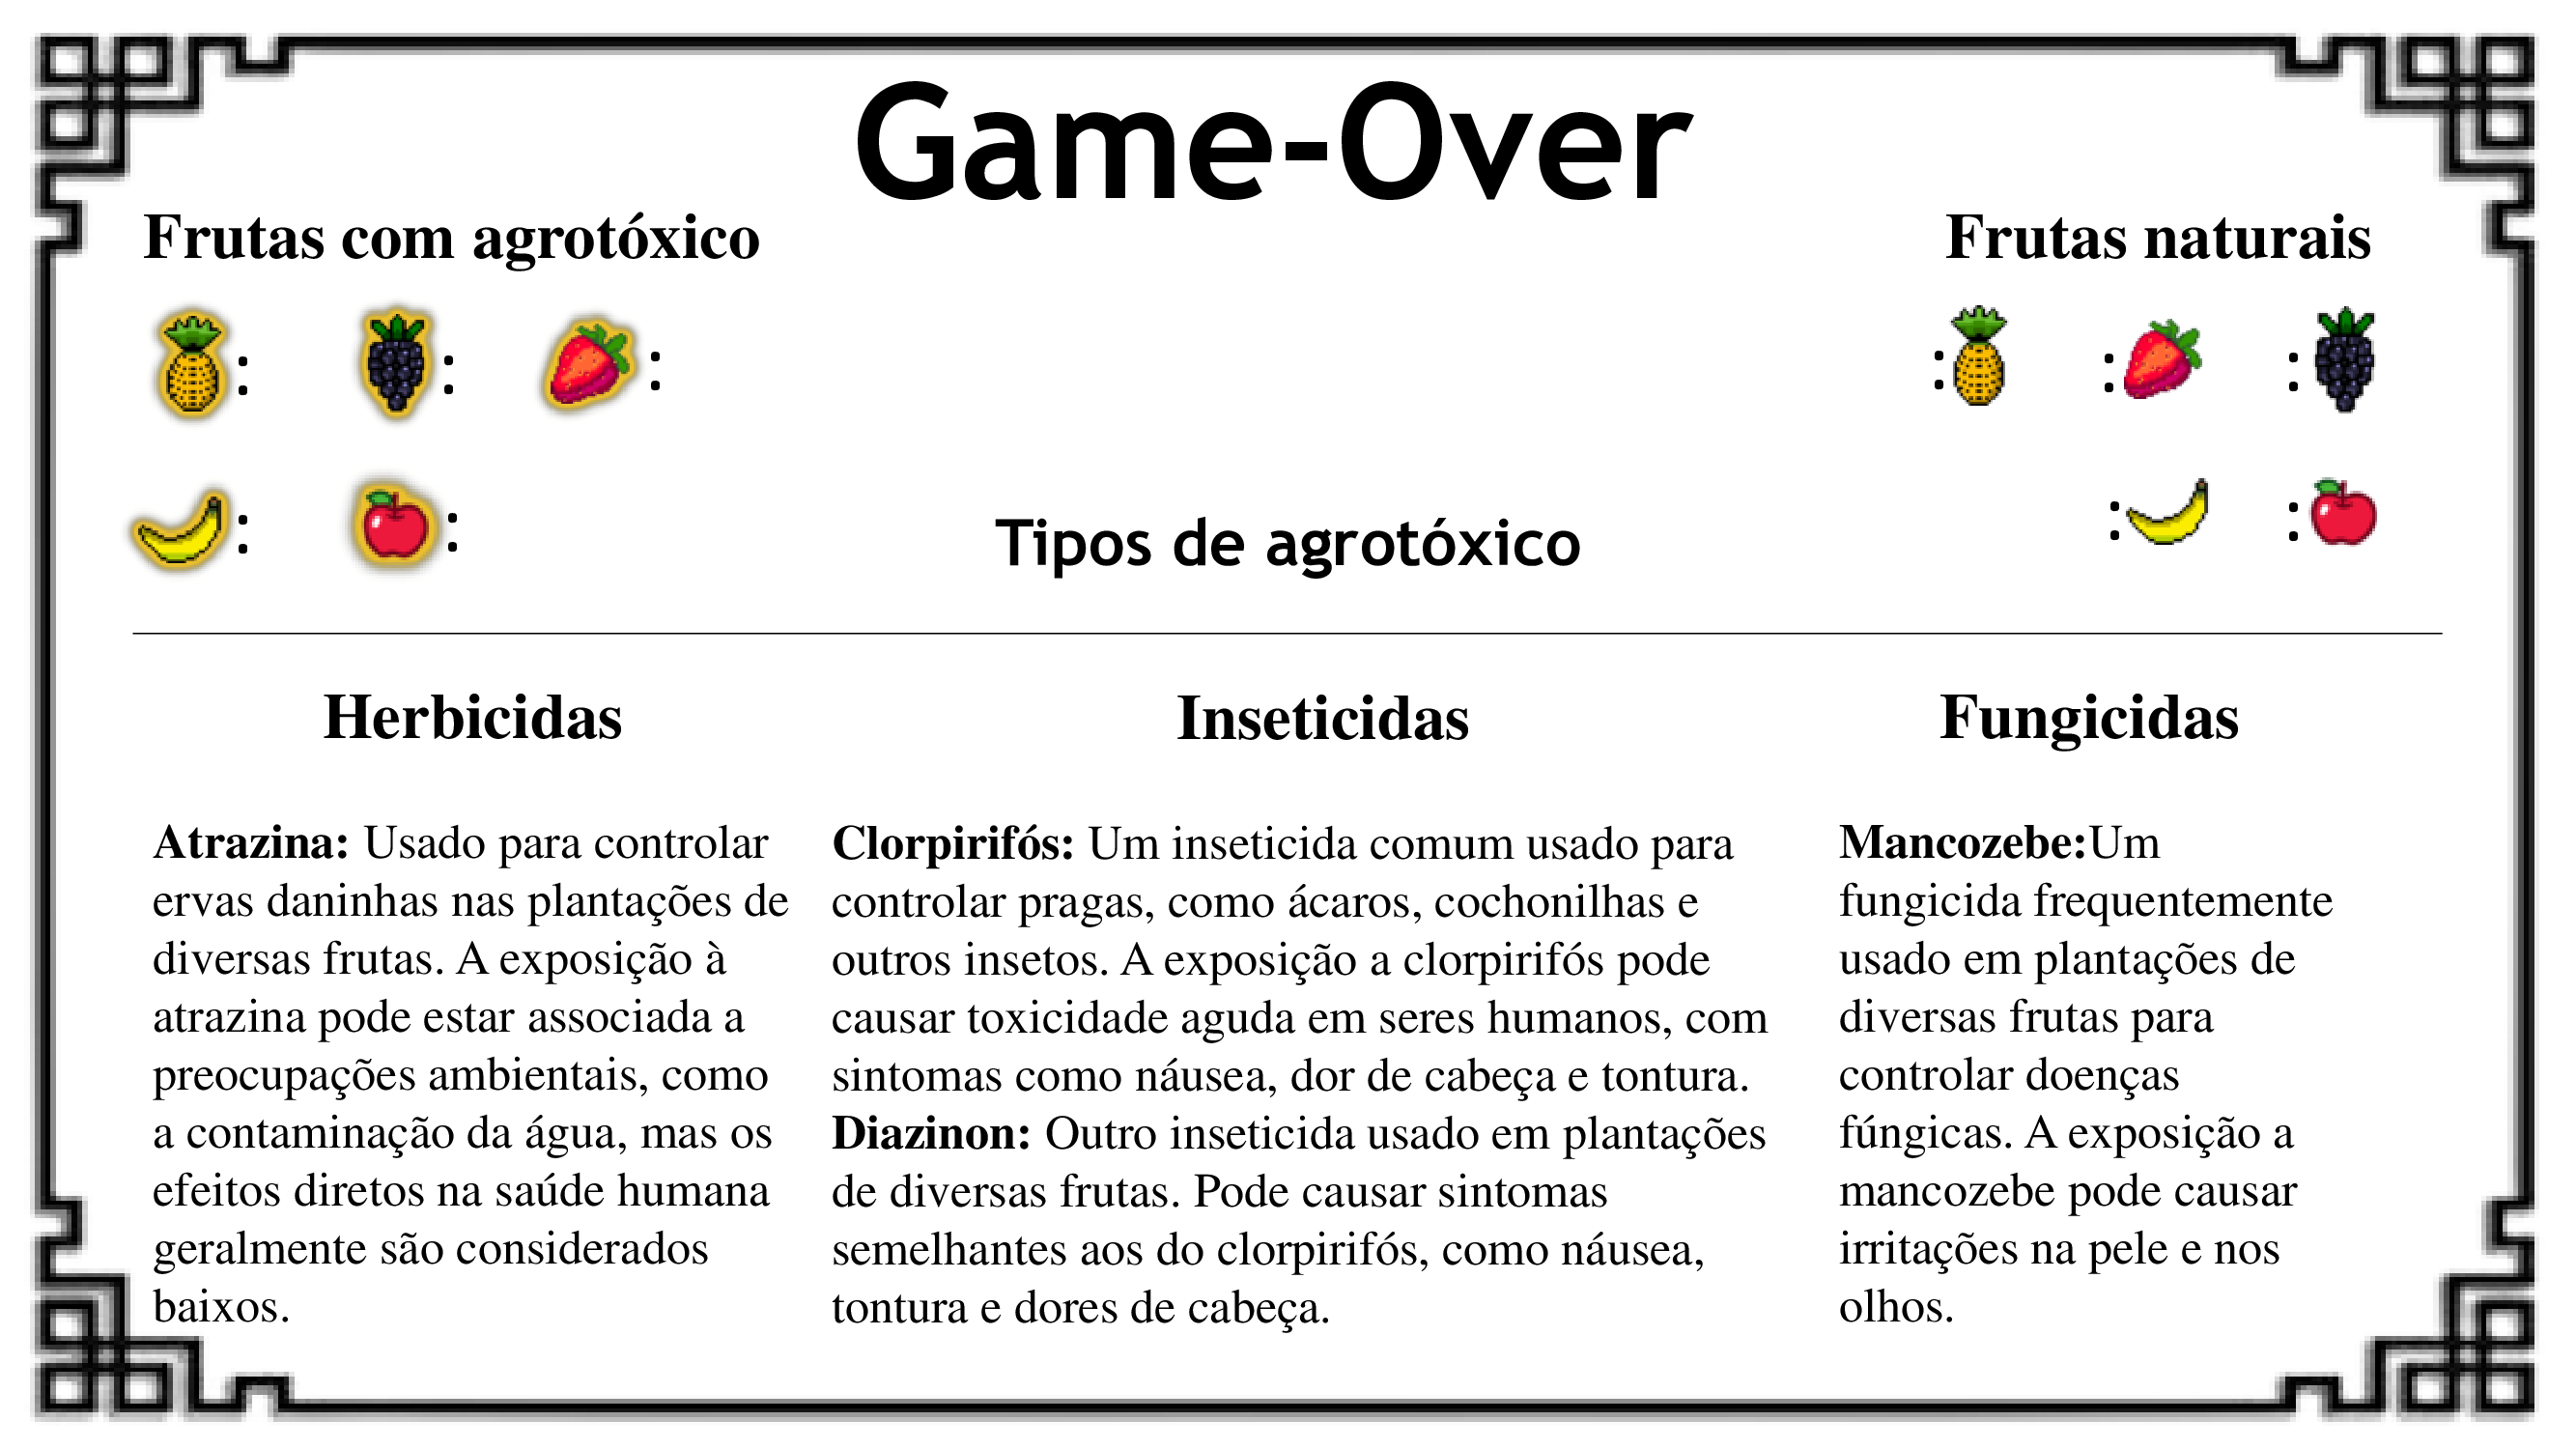 Game-Over
Frutas com agrotóxico
Frutas naturais
: : :
: : :
: :
: :
Tipos de agrotóxico
Herbicidas
Atrazina: Usado para controlar
ervas daninhas nas plantações de
diversas frutas. A exposição à
atrazina pode estar associada a
preocupações ambientais, como
a contaminação da água, mas os
efeitos diretos na saúde humana
geralmente são considerados
baixos.
Inseticidas
Clorpirifós: Um inseticida comum usado para
controlar pragas, como ácaros, cochonilhas e
outros insetos. A exposição a clorpirifós pode
causar toxicidade aguda em seres humanos, com
sintomas como náusea, dor de cabeça e tontura.
Diazinon: Outro inseticida usado em plantações
de diversas frutas. Pode causar sintomas
semelhantes aos do clorpirifós, como náusea,
tontura e dores de cabeça.
Fungicidas
Mancozebe:Um
fungicida frequentemente
usado em plantações de
diversas frutas para
controlar doenças
fúngicas. A exposição a
mancozebe pode causar
irritações na pele e nos
olhos.